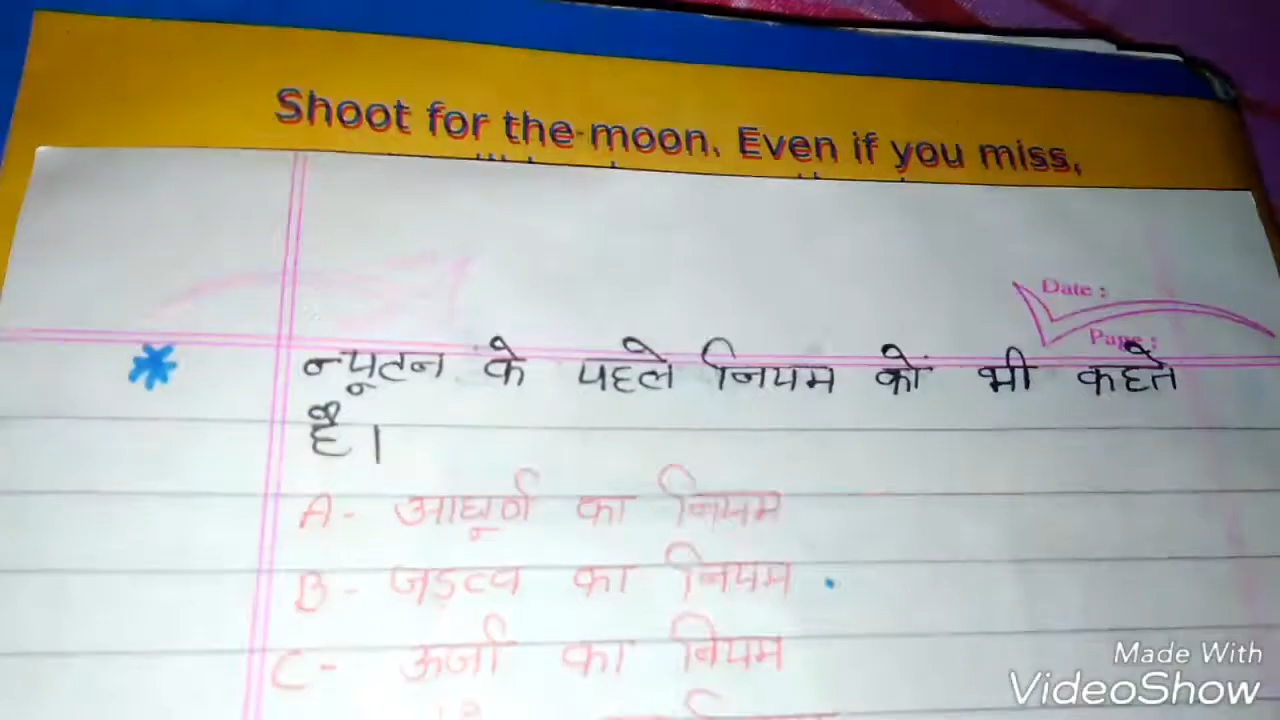 Shoot for the moon. Even if you miss,
Date :
Page :
* न्यूटन के पहले नियम को भी कहते
है।
A- आघूर्ण का नियम
B- जड़त्व का नियम .
C- ऊर्जा का नियम
Made With
VideoShow